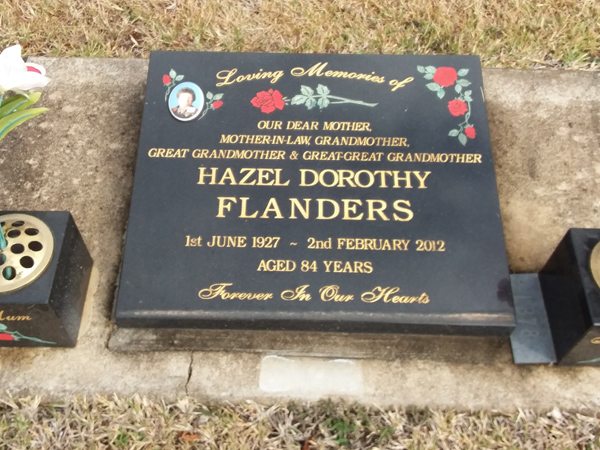 Loving Memories of
OUR DEAR MOTHER,
MOTHER-IN-LAW, GRANDMOTHER,
GREAT GRANDMOTHER & GREAT-GREAT GRANDMOTHER
HAZEL DOROTHY
FLANDERS
1st JUNE 1927 ~ 2nd FEBRUARY 2012
AGED 84 YEARS
Forever In Our Hearts
Mum